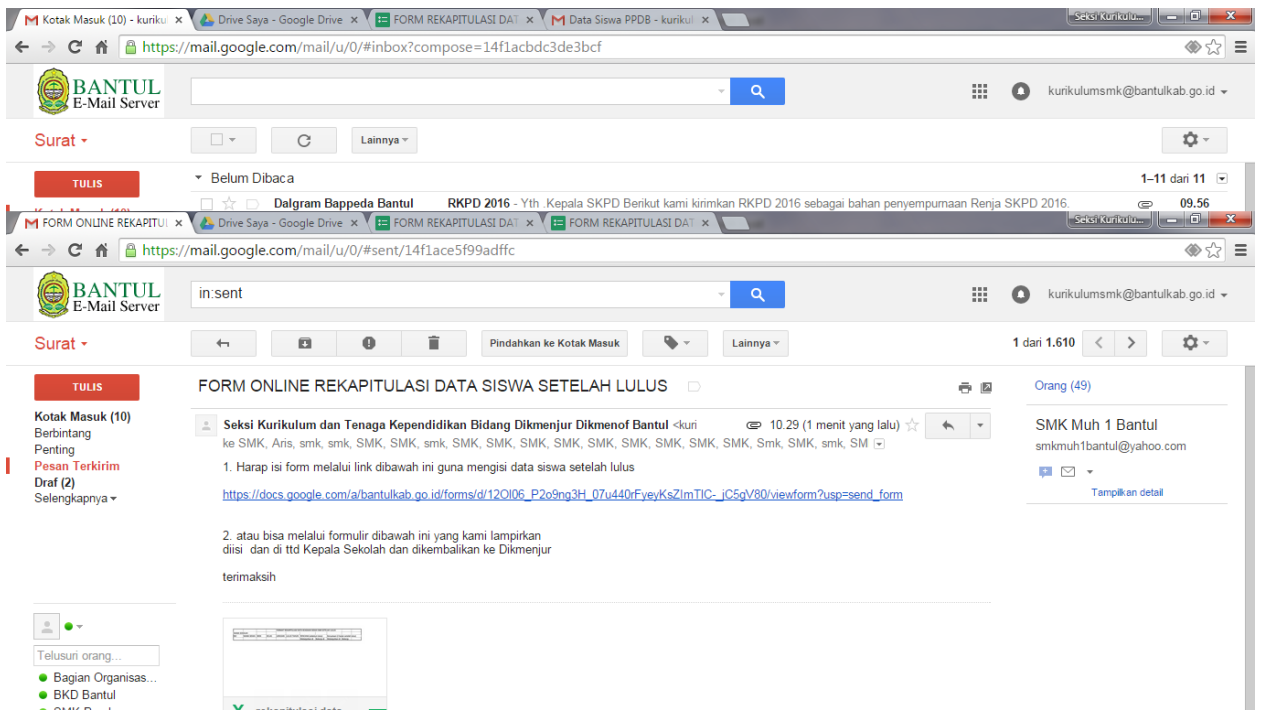 Kotak Masuk (10) - kuriku
Drive Saya - Google Drive
FORM REKAPITULASI DAT
Data Siswa PPDB - kurikul
Seksi Kurikulu...
https://mail.google.com/mail/u/0/#inbox?compose=14f1acbdc3de3bcf
BANTUL
E-Mail Server
kurikulumsmk@bantulkab.go.id
Surat
Lainnya
TULIS
Belum Dibaca
1–11 dari 11
Dalgram Bappeda Bantul RKPD 2016 - Yth .Kepala SKPD Berikut kami kirimkan RKPD 2016 sebagai bahan penyempurnaan Renja SKPD 2016. 09.56
FORM ONLINE REKAPITUL
Drive Saya - Google Drive
FORM REKAPITULASI DAT
FORM REKAPITULASI DAT
Seksi Kurikulu...
https://mail.google.com/mail/u/0/#sent/14f1ace5f99adffc
BANTUL
E-Mail Server
in:sent
kurikulumsmk@bantulkab.go.id
Surat
Pindahkan ke Kotak Masuk
Lainnya
1 dari 1.610
TULIS
Kotak Masuk (10)
Berbintang
Penting
Pesan Terkirim
Draf (2)
Selengkapnya
FORM ONLINE REKAPITULASI DATA SISWA SETELAH LULUS
Seksi Kurikulum dan Tenaga Kependidikan Bidang Dikmenjur Dikmenof Bantul <kuri 10.29 (1 menit yang lalu)
ke SMK, Aris, smk, smk, SMK, SMK, smk, SMK, SMK, SMK, SMK, SMK, SMK, SMK, SMK, SMK, Smk, SMK, smk, SM
1. Harap isi form melalui link dibawah ini guna mengisi data siswa setelah lulus
https://docs.google.com/a/bantulkab.go.id/forms/d/12OI06_P2o9ng3H_07u440rFyeyKsZImTIC-_jC5gV80/viewform?usp=send_form
2. atau bisa melalui formulir dibawah ini yang kami lampirkan
diisi dan di ttd Kepala Sekolah dan dikembalikan ke Dikmenjur
terimaksih
Orang (49)
SMK Muh 1 Bantul
smkmuh1bantul@yahoo.com
Tampilkan detail
Telusuri orang...
Bagian Organisas...
BKD Bantul